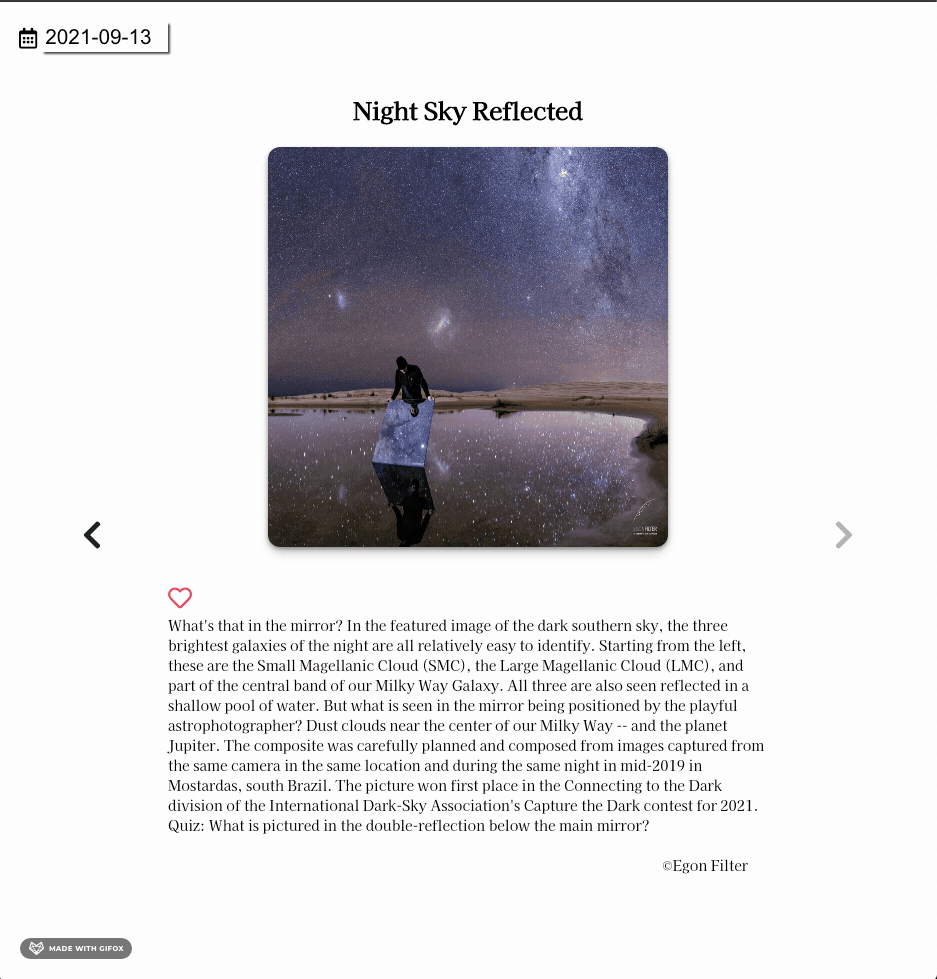 2021-09-13
Night Sky Reflected
What's that in the mirror? In the featured image of the dark southern sky, the three
brightest galaxies of the night are all relatively easy to identify. Starting from the left,
these are the Small Magellanic Cloud (SMC), the Large Magellanic Cloud (LMC), and
part of the central band of our Milky Way Galaxy. All three are also seen reflected in a
shallow pool of water. But what is seen in the mirror being positioned by the playful
astrophotographer? Dust clouds near the center of our Milky Way -- and the planet
Jupiter. The composite was carefully planned and composed from images captured from
the same camera in the same location and during the same night in mid-2019 in
Mostardas, south Brazil. The picture won first place in the Connecting to the Dark
division of the International Dark-Sky Association's Capture the Dark contest for 2021.
Quiz: What is pictured in the double-reflection below the main mirror?
©Egon Filter
MADE WITH GIFOX